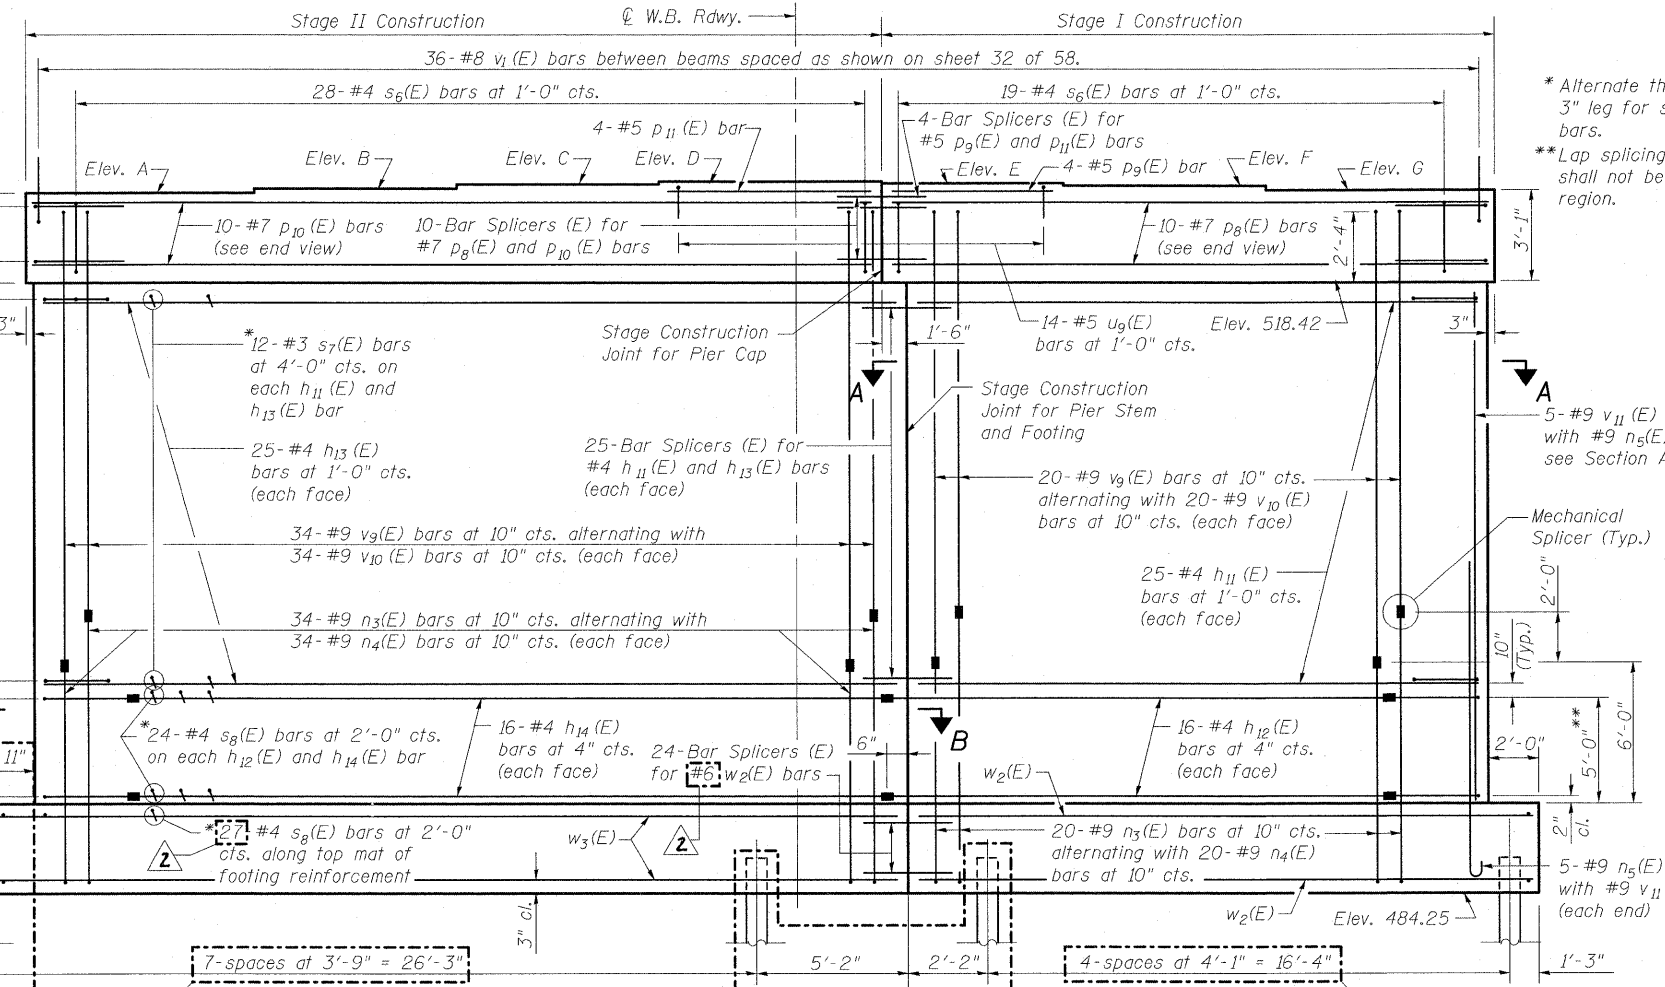 Stage II Construction
℄ W.B. Rdwy.
Stage I Construction
36-#8 v1(E) bars between beams spaced as shown on sheet 32 of 58.
28-#4 s6(E) bars at 1'-0" cts.
19-#4 s6(E) bars at 1'-0" cts.
* Alternate th
3" leg for s
bars.
**Lap splicing
shall not be
region.
4-#5 p11(E) bar
4-Bar Splicers (E) for
#5 p9(E) and p11(E) bars
Elev. A
Elev. B
Elev. C
Elev. D
Elev. E
4-#5 p9(E) bar
Elev. F
Elev. G
10-#7 p10(E) bars
(see end view)
10-Bar Splicers (E) for
#7 p8(E) and p10(E) bars
10-#7 p8(E) bars
(see end view)
2'-4"
3'-1"
3"
Stage Construction
Joint for Pier Cap
1'-6"
14-#5 u9(E)
bars at 1'-0" cts.
Elev. 518.42
3"
*12-#3 s7(E) bars
at 4'-0" cts. on
each h11(E) and
h13(E) bar
A
A
Stage Construction
Joint for Pier Stem
and Footing
5-#9 v11(E)
with #9 n5(E
see Section A
25-#4 h13(E)
bars at 1'-0" cts.
(each face)
25-Bar Splicers (E) for
#4 h11(E) and h13(E) bars
(each face)
20-#9 v9(E) bars at 10" cts.
alternating with 20-#9 v10(E)
bars at 10" cts. (each face)
Mechanical
Splicer (Typ.)
34-#9 v9(E) bars at 10" cts. alternating with
34-#9 v10(E) bars at 10" cts. (each face)
25-#4 h11(E)
bars at 1'-0" cts.
(each face)
2'-0"
34-#9 n3(E) bars at 10" cts. alternating with
34-#9 n4(E) bars at 10" cts. (each face)
10"
(Typ.)
*24-#4 s8(E) bars at 2'-0" cts.
on each h12(E) and h14(E) bar
16-#4 h14(E)
bars at 4" cts.
(each face)
6"
B
16-#4 h12(E)
bars at 4" cts.
(each face)
11"
2'-0"
5'-0"**
6'-0"
24-Bar Splicers (E)
for #6 w2(E) bars
w2(E)
*27 #4 s8(E) bars at 2'-0"
cts. along top mat of
footing reinforcement
2
w3(E)
2
20-#9 n3(E) bars at 10" cts.
alternating with 20-#9 n4(E)
bars at 10" cts.
2"
cl.
5-#9 n5(E)
with #9 v11
(each end)
3" cl.
w2(E)
Elev. 484.25
7-spaces at 3'-9" = 26'-3"
5'-2"
2'-2"
4-spaces at 4'-1" = 16'-4"
1'-3"